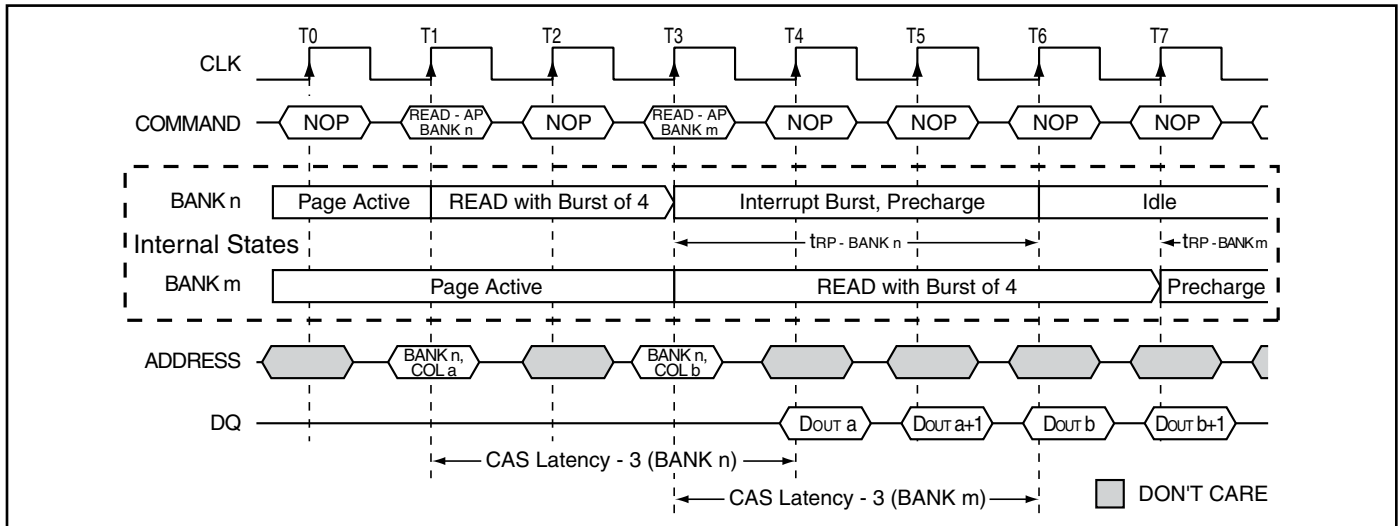 T0 T1 T2 T3 T4 T5 T6 T7
CLK
COMMAND NOP READ - AP BANK n NOP READ - AP BANK m NOP NOP NOP NOP
BANK n Page Active READ with Burst of 4 Interrupt Burst, Precharge Idle
Internal States tRP - BANK n tRP - BANK m
BANK m Page Active READ with Burst of 4 Precharge
ADDRESS BANK n, COL a BANK n, COL b
DQ DOUT a DOUT a+1 DOUT b DOUT b+1
CAS Latency - 3 (BANK n)
CAS Latency - 3 (BANK m) DON'T CARE